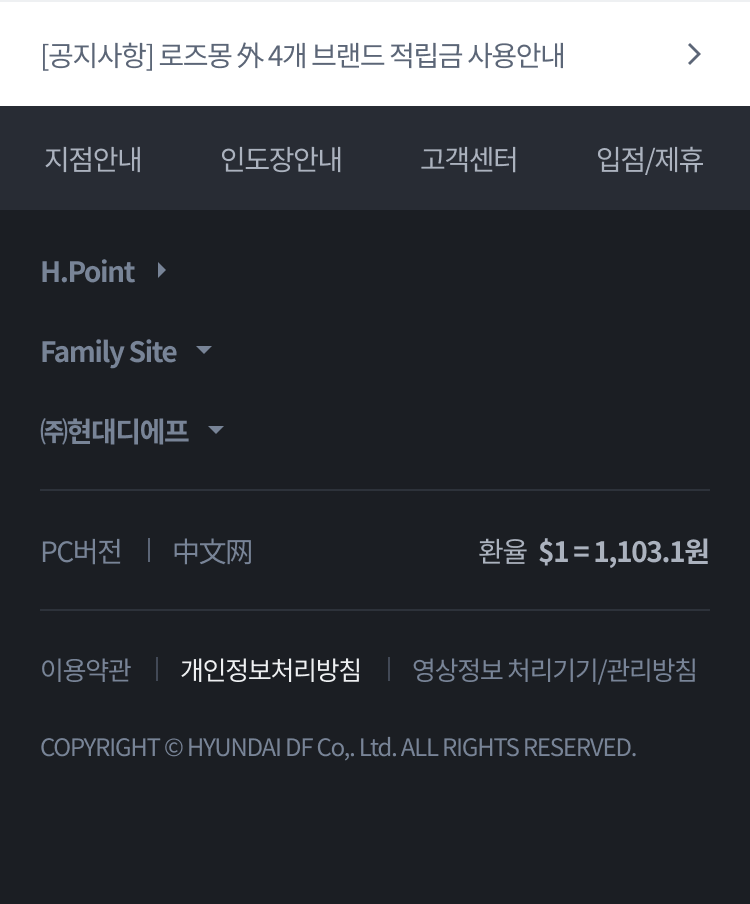 [공지사항] 로즈몽 外 4개 브랜드 적립금 사용안내
지점안내 인도장안내 고객센터 입점/제휴
H.Point
Family Site
㈜현대디에프
PC버전 中文网 환율 $1 = 1,103.1원
이용약관 개인정보처리방침 영상정보 처리기기/관리방침
COPYRIGHT © HYUNDAI DF Co,. Ltd. ALL RIGHTS RESERVED.